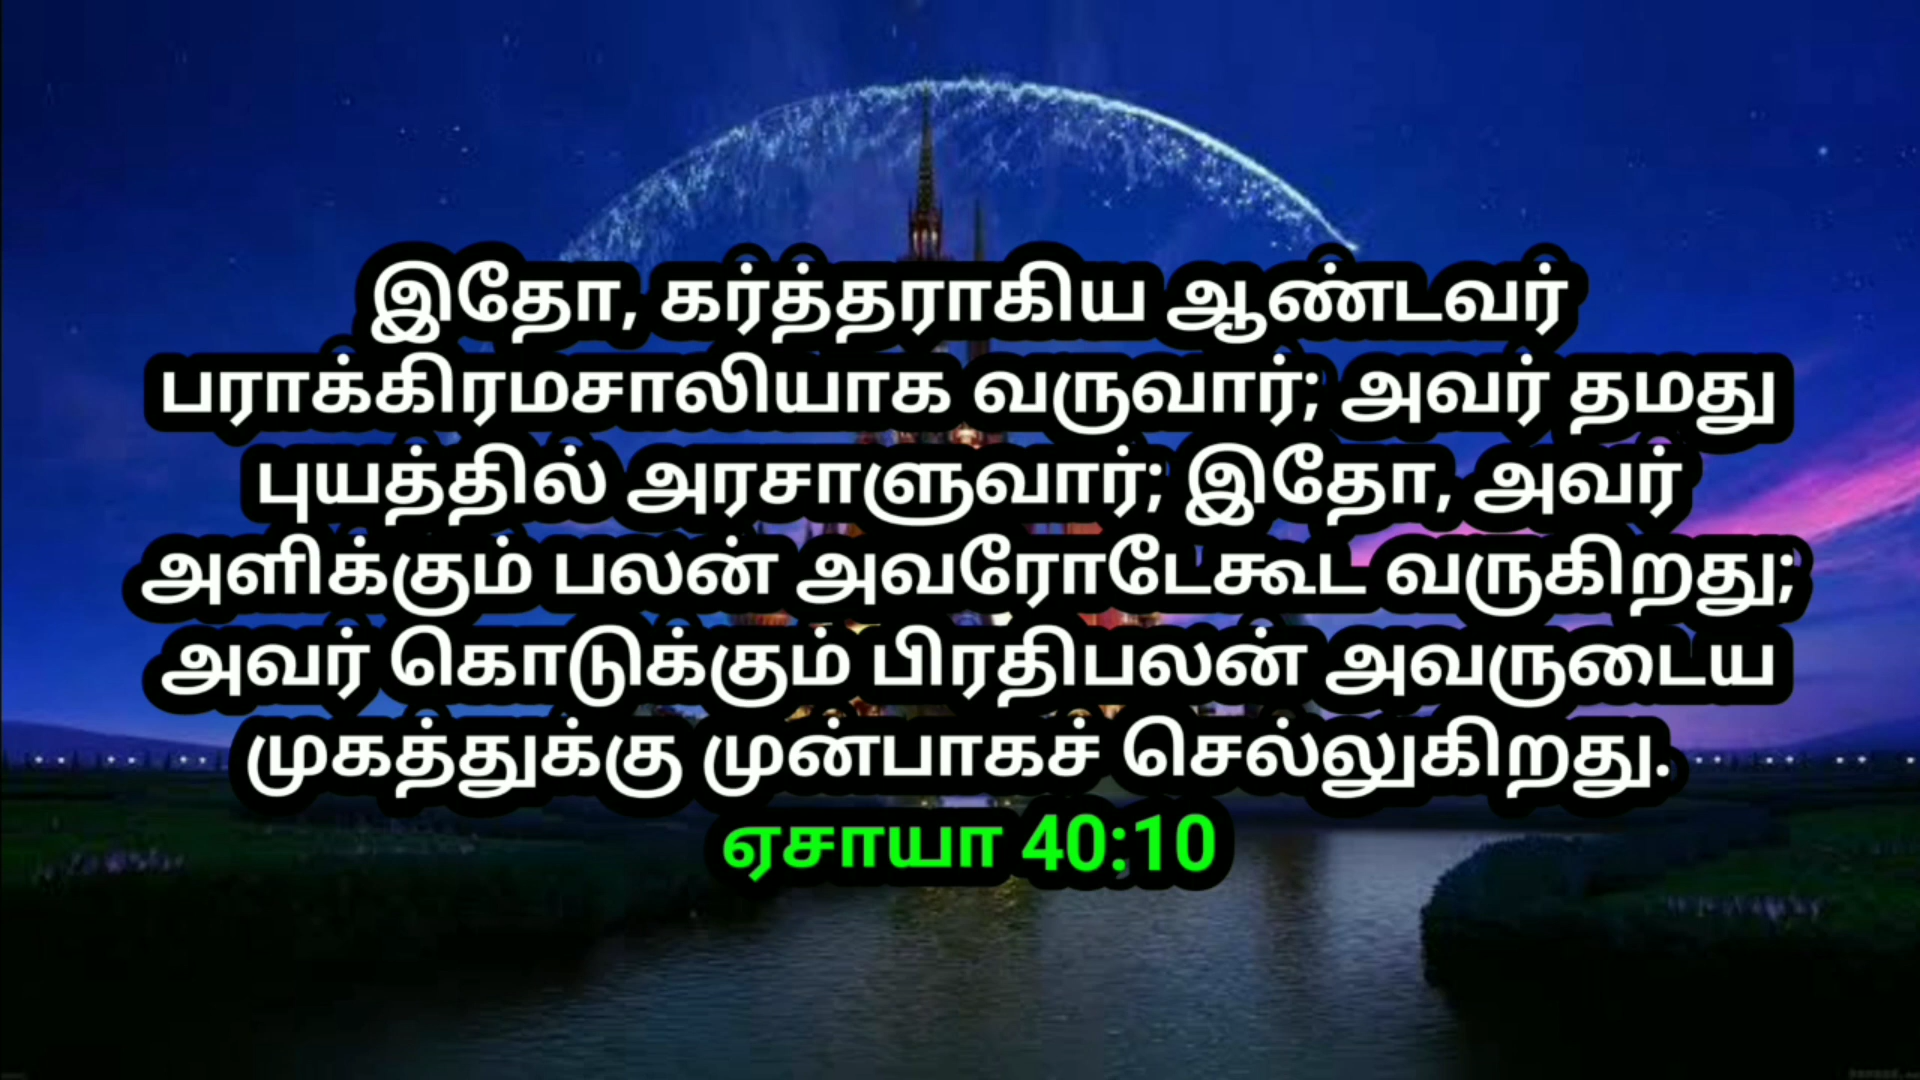 இதோ, கர்த்தராகிய ஆண்டவர்
பராக்கிரமசாலியாக வருவார்; அவர் தமது
புயத்தில் அரசாளுவார்; இதோ, அவர்
அளிக்கும் பலன் அவரோடேகூட வருகிறது;
அவர் கொடுக்கும் பிரதிபலன் அவருடைய
முகத்துக்கு முன்பாகச் செல்லுகிறது.
ஏசாயா 40:10